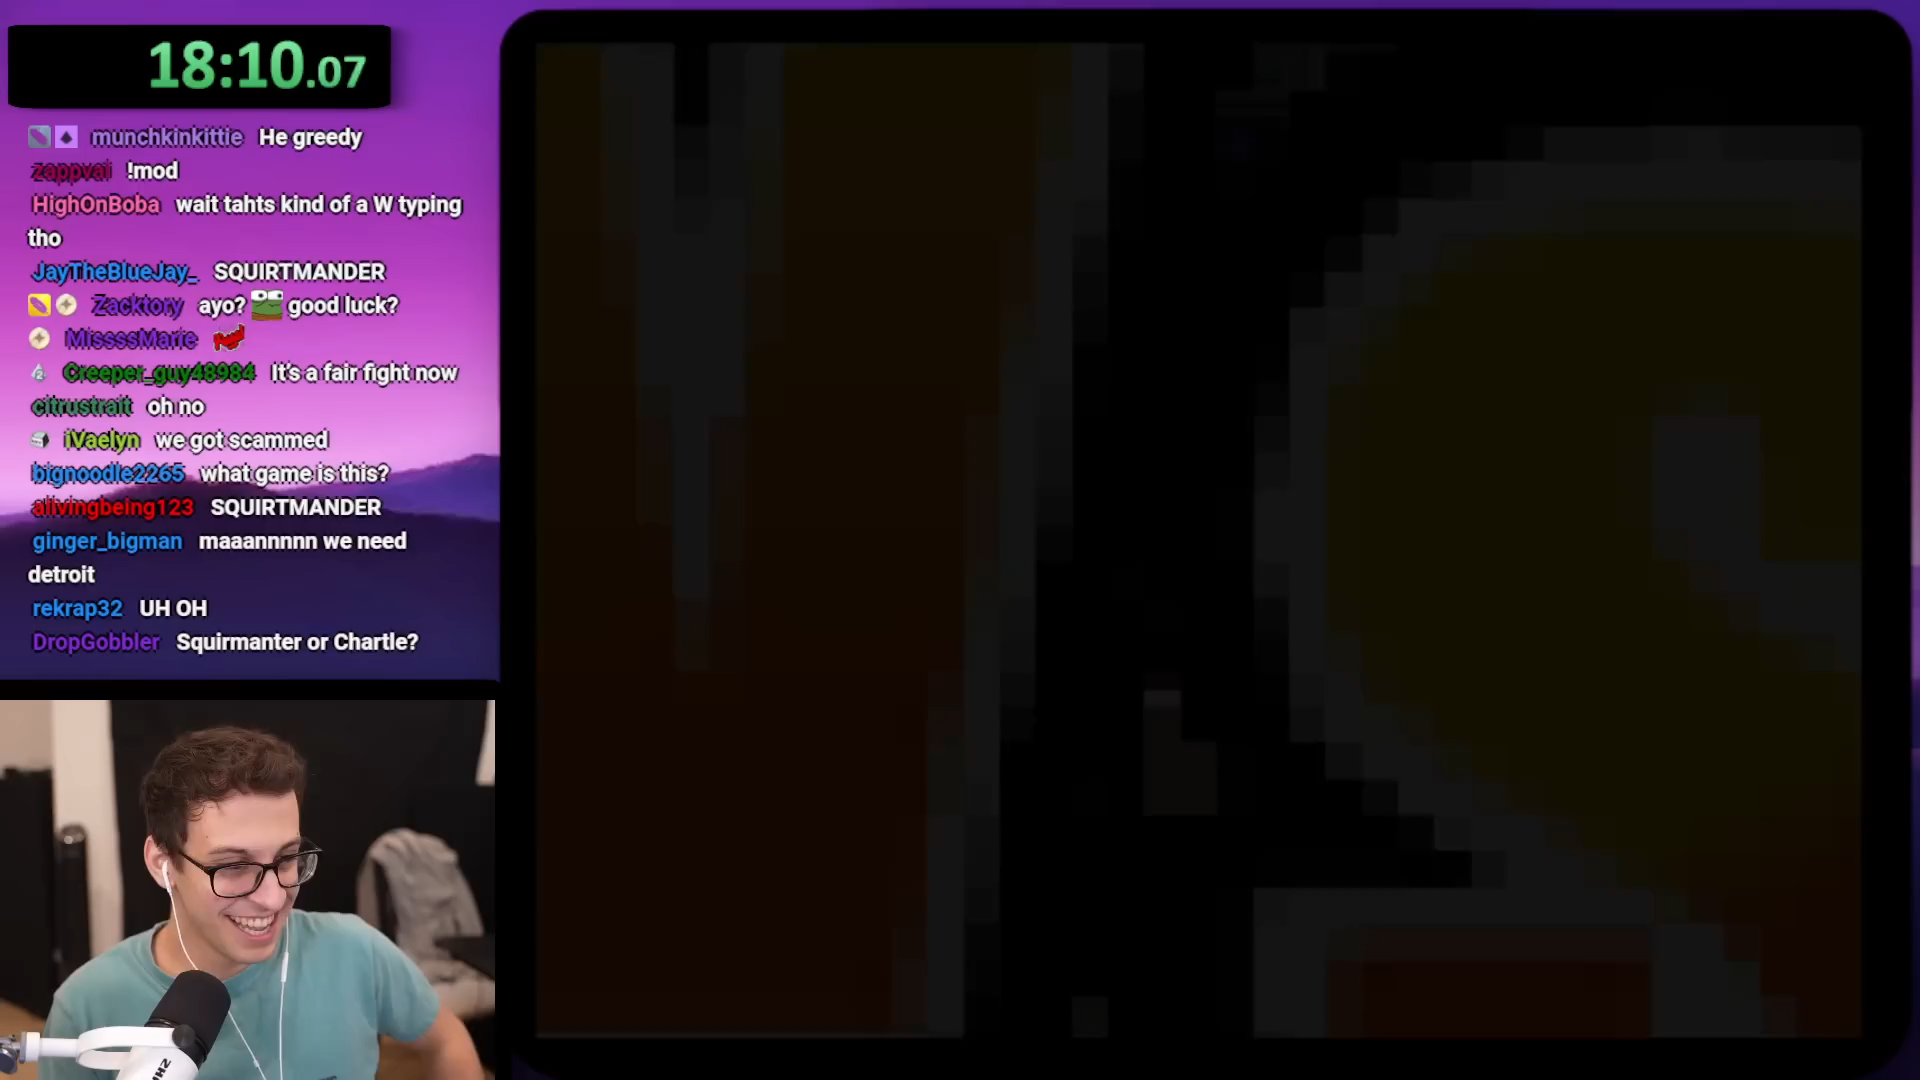 18:10.07
munchkinkittie He greedy
zappvai !mod
HighOnBoba wait tahts kind of a W typing
tho
JayTheBlueJay_ SQUIRTMANDER
Zacktory ayo? good luck?
MissssMarie
Creeper_guy48984 It's a fair fight now
citrustrait oh no
iVaelyn we got scammed
bignoodle2265 what game is this?
alivingbeing123 SQUIRTMANDER
ginger_bigman maaannnnn we need
detroit
rekrap32 UH OH
DropGobbler Squirmanter or Chartle?